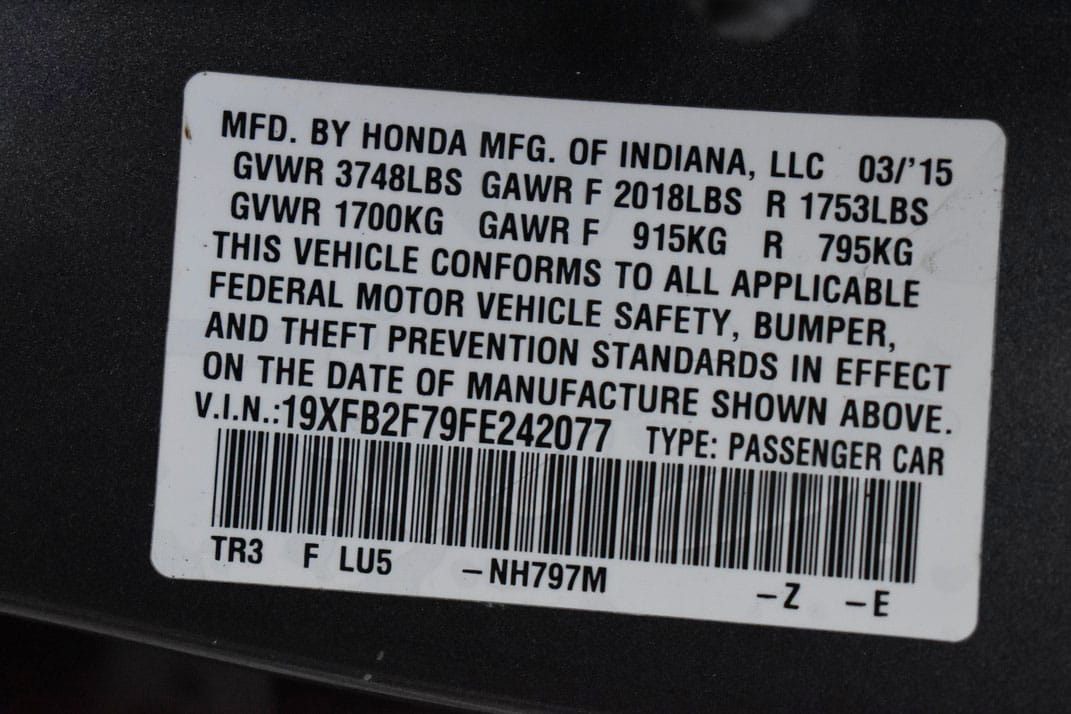 MFD. BY HONDA MFG. OF INDIANA, LLC 03/'15
GVWR 3748LBS GAWR F 2018LBS R 1753LBS
GVWR 1700KG GAWR F 915KG R 795KG
THIS VEHICLE CONFORMS TO ALL APPLICABLE
FEDERAL MOTOR VEHICLE SAFETY, BUMPER,
AND THEFT PREVENTION STANDARDS IN EFFECT
ON THE DATE OF MANUFACTURE SHOWN ABOVE.
V.I.N.:19XFB2F79FE242077 TYPE: PASSENGER CAR
TR3 F LU5 –NH797M –Z –E